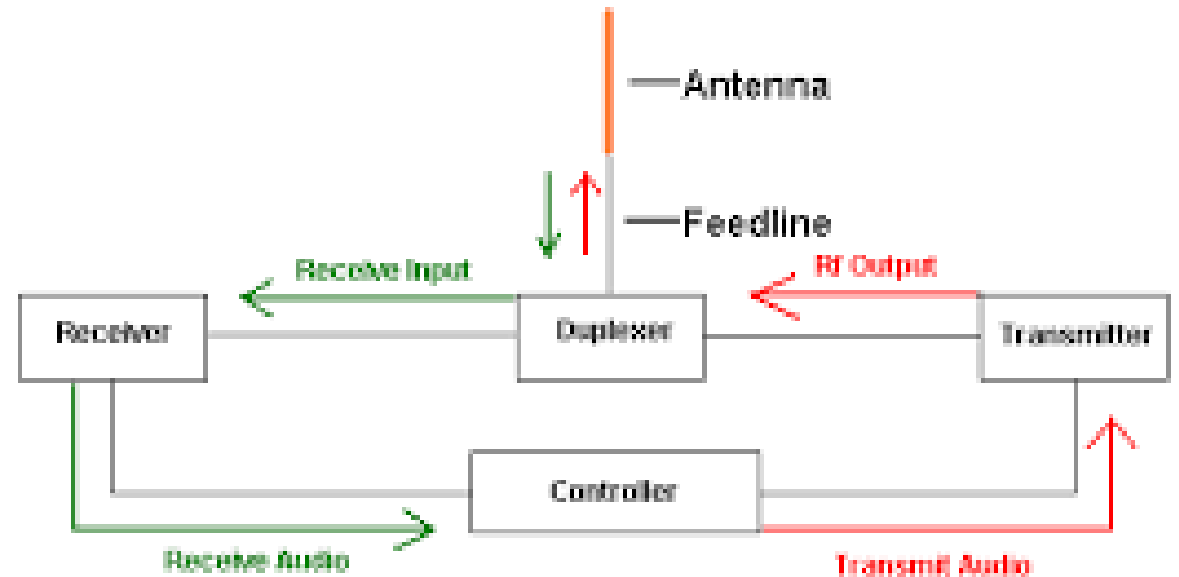 Antenna
Feedline
Receive Input
Rf Output
Receiver
Duplexer
Transmitter
Controller
Receive Audio
Transmit Audio